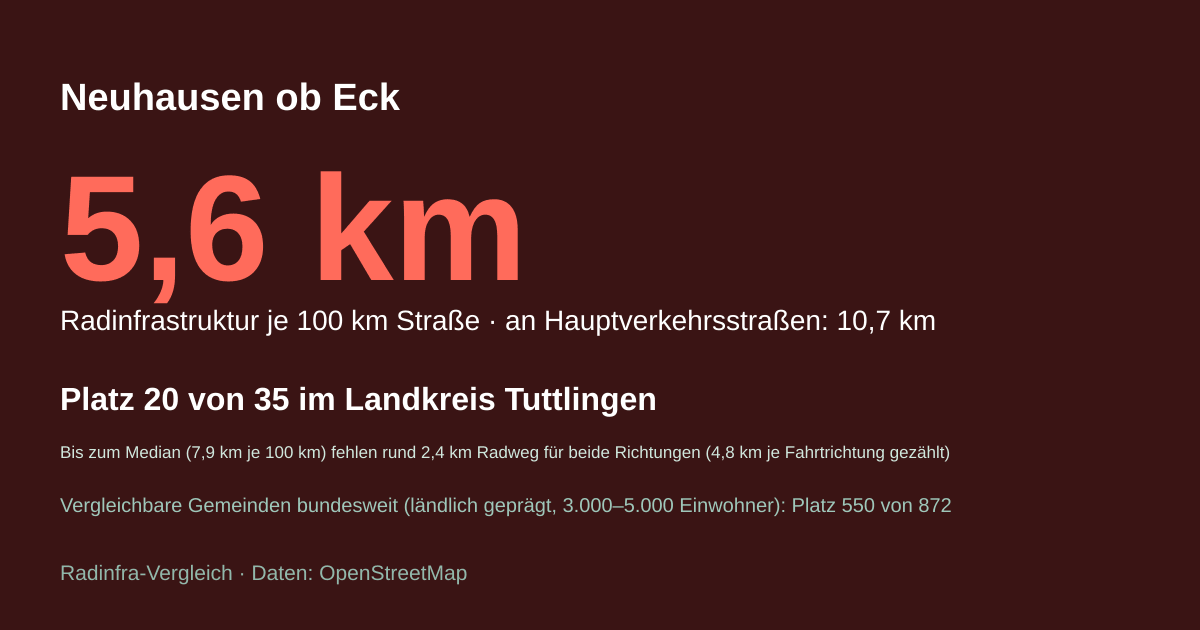 Neuhausen ob Eck
5,6 km
Radinfrastruktur je 100 km Straße · an Hauptverkehrsstraßen: 10,7 km
Platz 20 von 35 im Landkreis Tuttlingen
Bis zum Median (7,9 km je 100 km) fehlen rund 2,4 km Radweg für beide Richtungen (4,8 km je Fahrtrichtung gezählt)
Vergleichbare Gemeinden bundesweit (ländlich geprägt, 3.000–5.000 Einwohner): Platz 550 von 872
Radinfra-Vergleich · Daten: OpenStreetMap